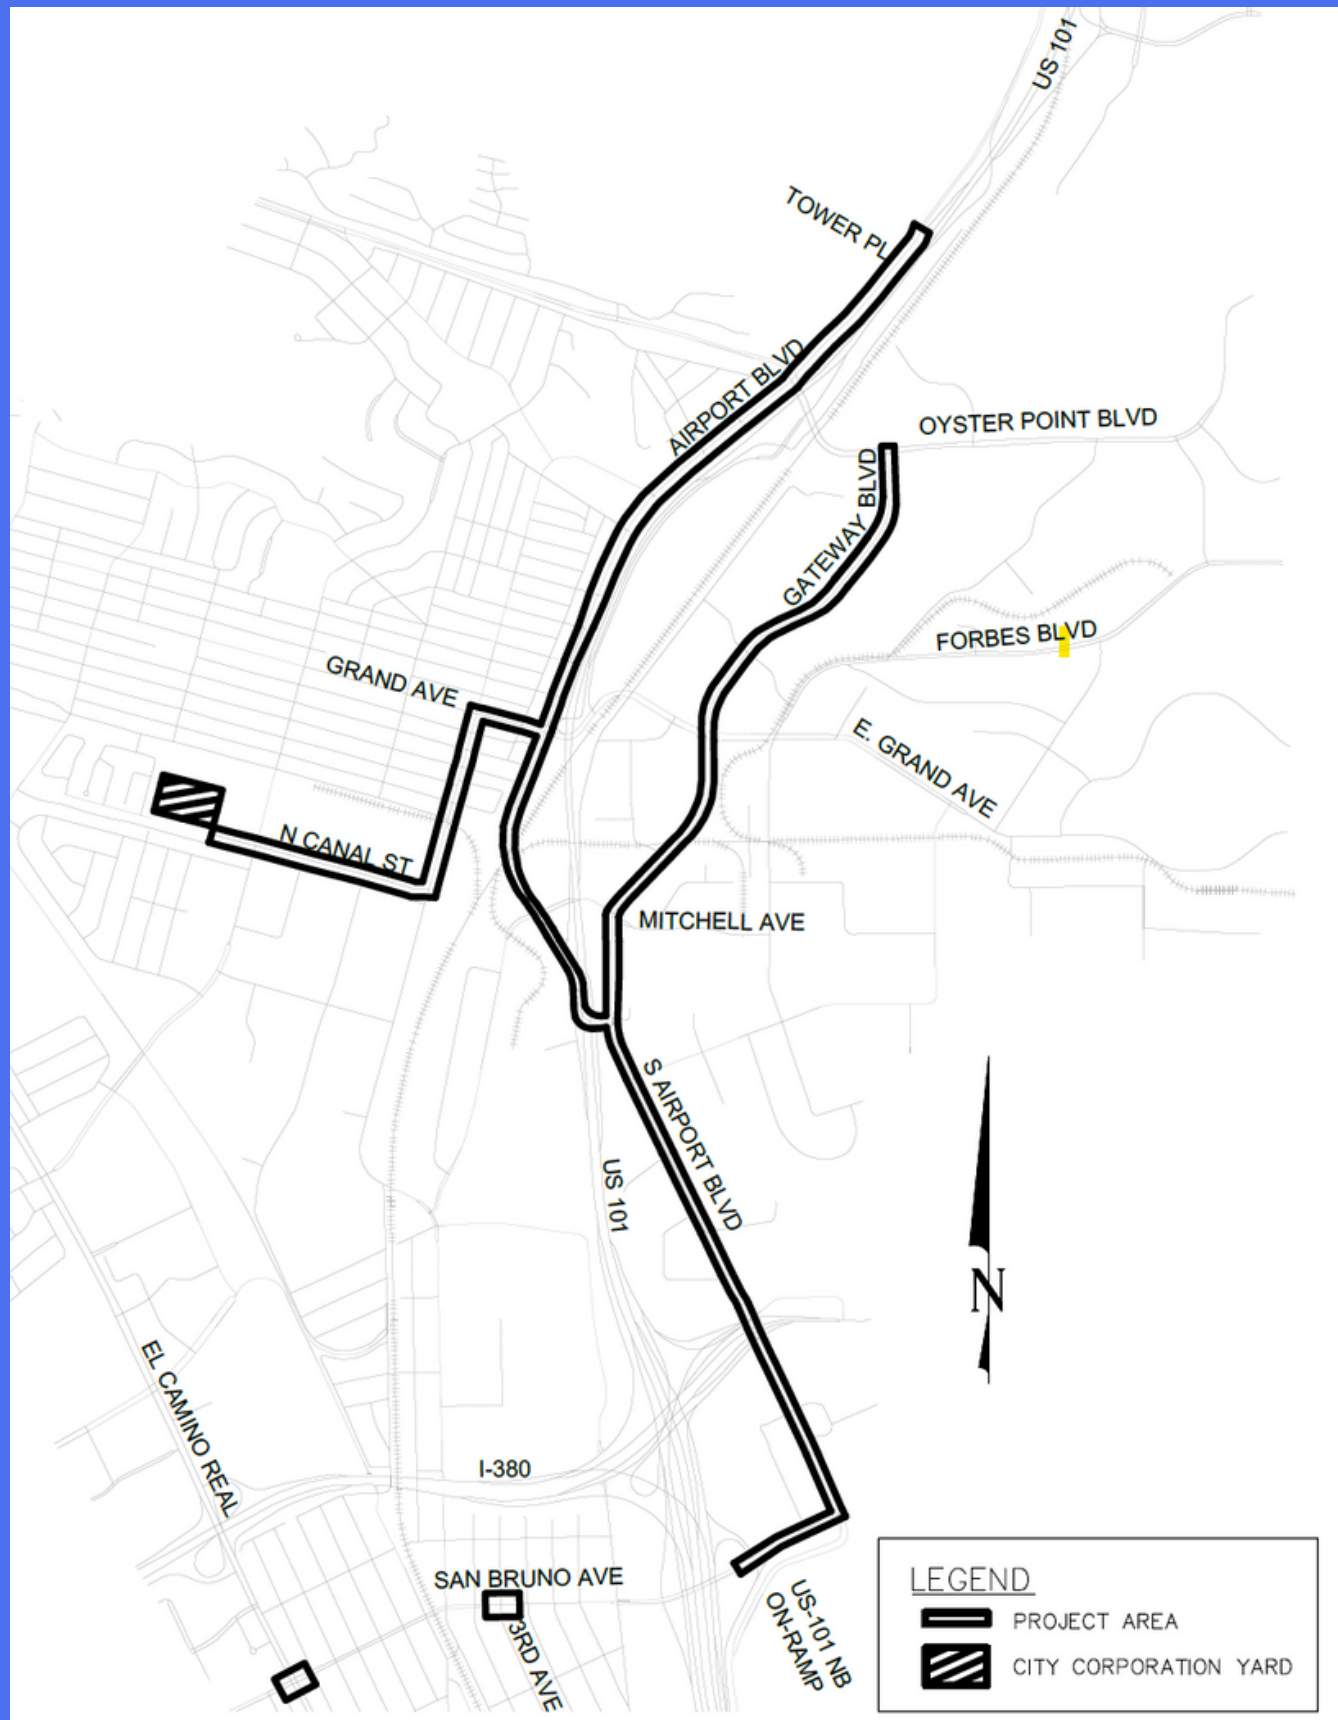 US 101
TOWER PL
AIRPORT BLVD
OYSTER POINT BLVD
GATEWAY BLVD
FORBES BLVD
GRAND AVE
E. GRAND AVE
N CANAL ST
MITCHELL AVE
S AIRPORT BLVD
US 101
N
EL CAMINO REAL
I-380
SAN BRUNO AVE
3RD AVE
US-101 NB
ON-RAMP
LEGEND
PROJECT AREA
CITY CORPORATION YARD